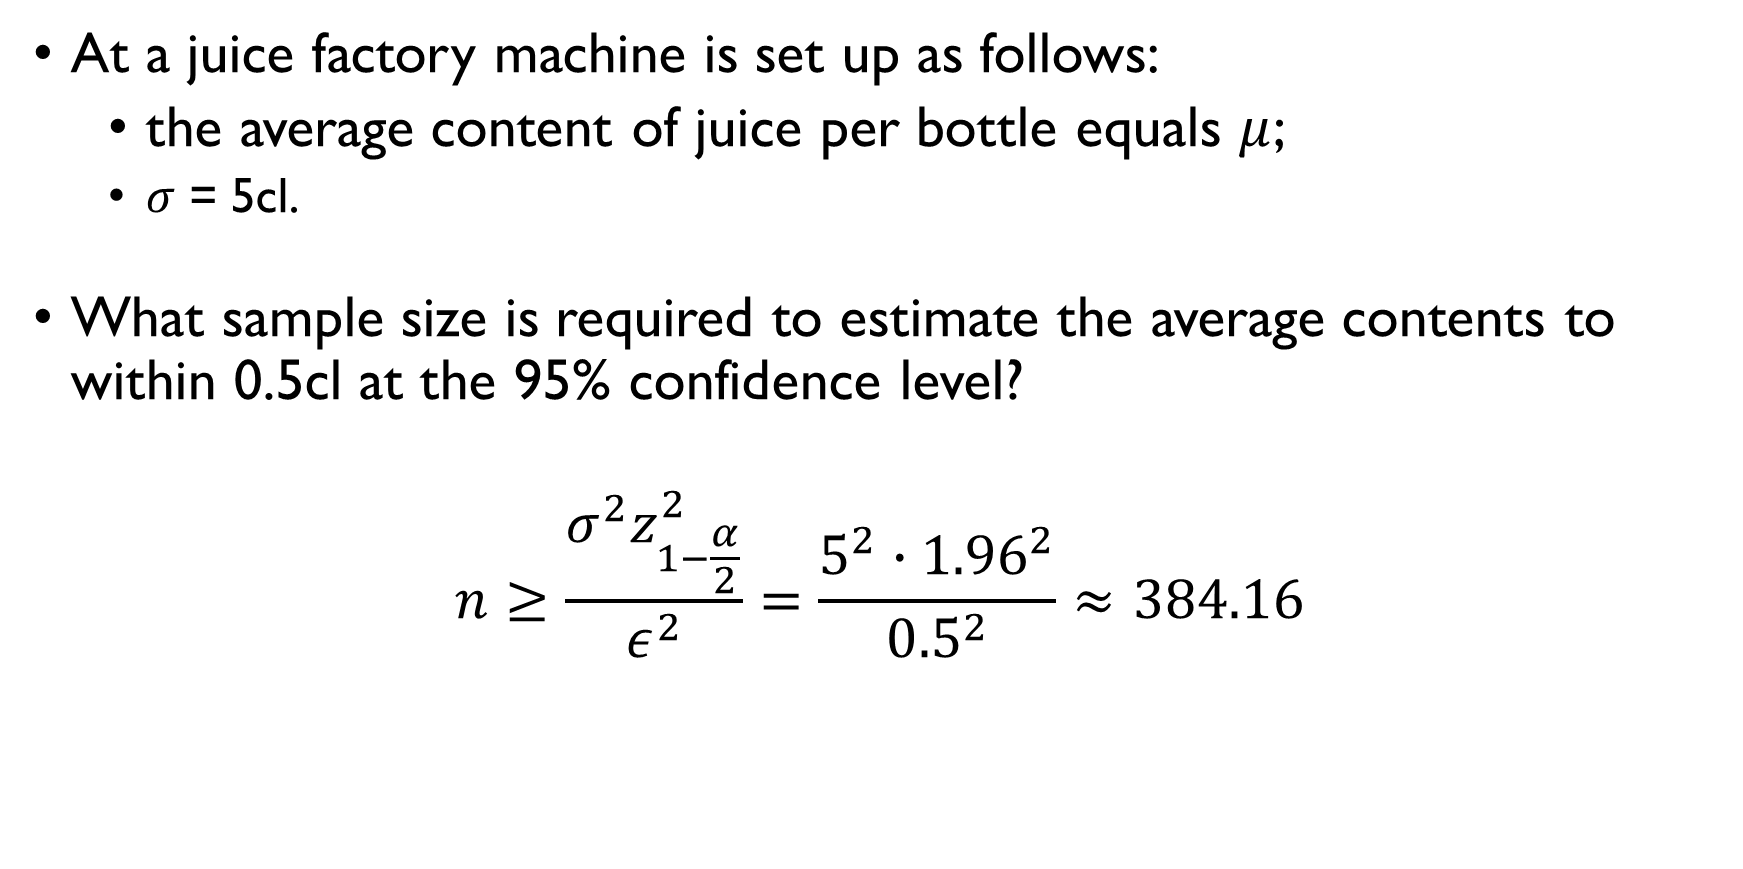 • At a juice factory machine is set up as follows:
• the average content of juice per bottle equals μ;
• σ = 5cl.
• What sample size is required to estimate the average contents to
within 0.5cl at the 95% confidence level?
n ≥ σ²z²_{1−α/2} / ϵ² = 5² · 1.96² / 0.5² ≈ 384.16